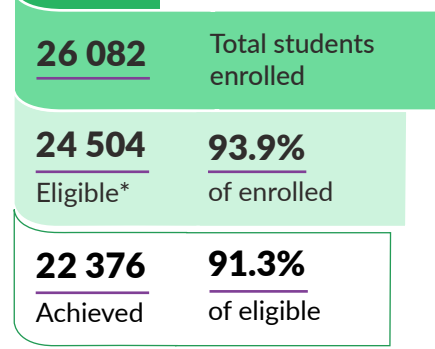 26 082 Total students
enrolled
24 504 93.9%
Eligible* of enrolled
22 376 91.3%
Achieved of eligible